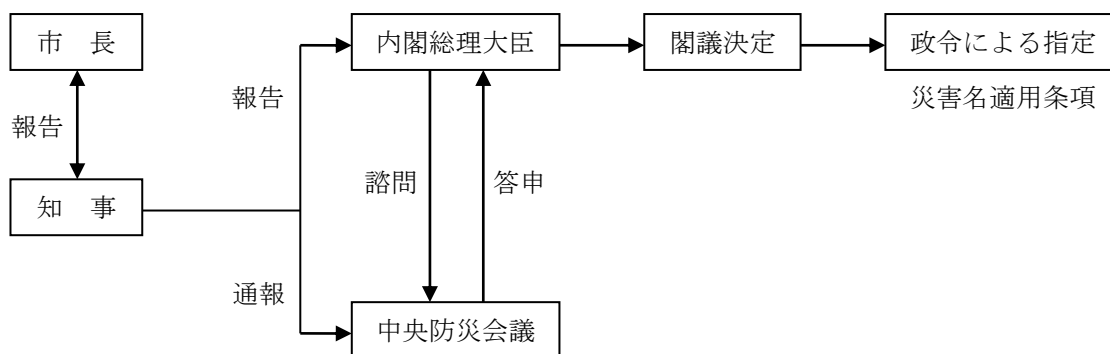 市　長
内閣総理大臣
閣議決定
政令による指定
災害名適用条項
報告
報告
諮問
答申
知　事
通報
中央防災会議